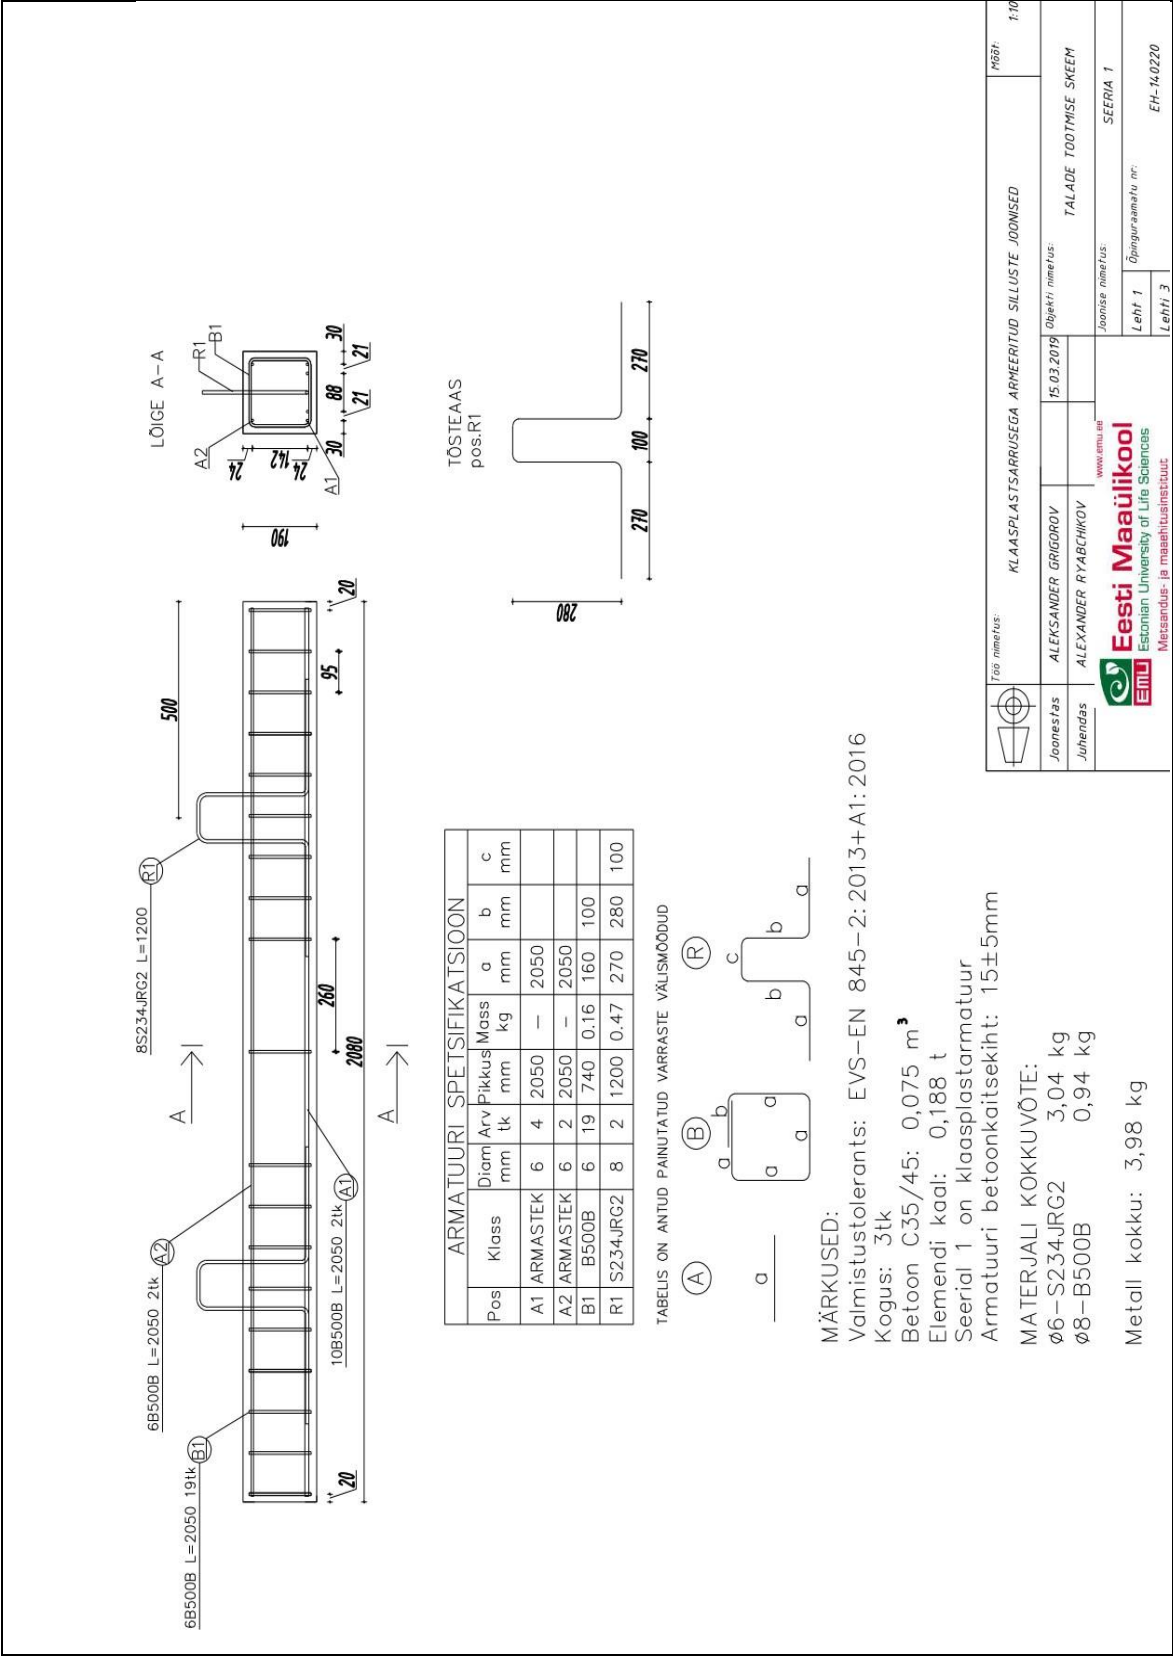 8S234JRG2 L=1200
R1
6B500B L=2050 2tk
A2
6B500B L=2050 19tk
B1
10B500B L=2050 2tk
A1
A
A
500
20
95
260
2080
20
LÕIGE A-A
A2
R1
B1
A1
190
24
142
24
30
21
88
21
30
TÕSTEAAS
pos.R1
280
270
100
270
ARMATUURI SPETSIFIKATSIOON
Pos Klass Diam mm Arv tk Pikkus mm Mass kg a mm b mm c mm
A1 ARMASTEK 6 4 2050 — 2050
A2 ARMASTEK 6 2 2050 — 2050
B1 B500B 6 19 740 0.16 160 100
R1 S234JRG2 8 2 1200 0.47 270 280 100
TABELIS ON ANTUD PAINUTATUD VARRASTE VÄLISMÕÕDUD
A
B
R
a
a
b
a
a
a
a
b
c
b
a
MÄRKUSED:
Valmistustolerants: EVS-EN 845-2:2013+A1:2016
Kogus: 3tk
Betoon C35/45: 0,075 m³
Elemendi kaal: 0,188 t
Seerial 1 on klaasplastarmatuur
Armatuuri betoonkaitsekiht: 15±5mm
MATERJALI KOKKUVÕTE:
ø6-S234JRG2 3,04 kg
ø8-B500B 0,94 kg
Metall kokku: 3,98 kg
Töö nimetus:
KLAASPLASTSARRUSEGA ARMEERITUD SILLUSTE JOONISED
Mõõt:
1:10
Joonestas ALEKSANDER GRIGOROV 15.03.2019
Juhendas ALEXANDER RYABCHIKOV
Objekti nimetus:
TALADE TOOTMISE SKEEM
www.emu.ee
EMÜ
Eesti Maaülikool
Estonian University of Life Sciences
Metsandus- ja maaehitusinstituut
Joonise nimetus:
SEERIA 1
Leht 1
Lehti 3
Õpinguraamatu nr:
EH-140220